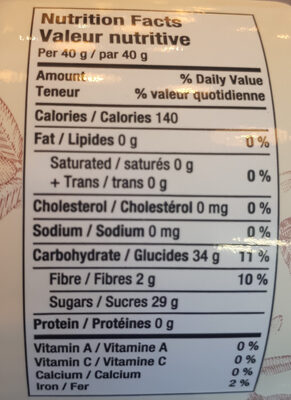 Nutrition Facts
Valeur nutritive
Per 40 g / par 40 g
Amount % Daily Value
Teneur % valeur quotidienne
Calories / Calories 140
Fat / Lipides 0 g 0 %
Saturated / saturés 0 g
+ Trans / trans 0 g 0 %
Cholesterol / Cholestérol 0 mg 0 %
Sodium / Sodium 0 mg 0 %
Carbohydrate / Glucides 34 g 11 %
Fibre / Fibres 2 g 10 %
Sugars / Sucres 29 g
Protein / Protéines 0 g
Vitamin A / Vitamine A 0 %
Vitamin C / Vitamine C 0 %
Calcium / Calcium 0 %
Iron / Fer 2 %